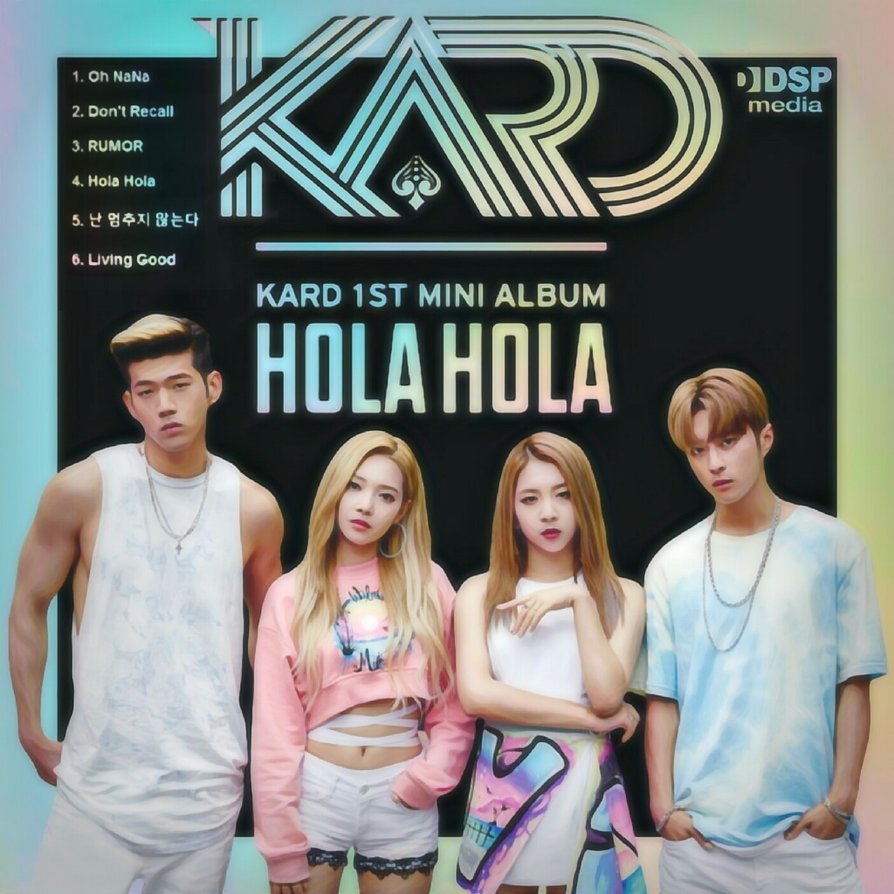 KARD
DSP
media
1. Oh NaNa
2. Don't Recall
3. RUMOR
4. Hola Hola
5. 난 멈추지 않는다
6. Living Good
KARD 1ST MINI ALBUM
HOLA HOLA